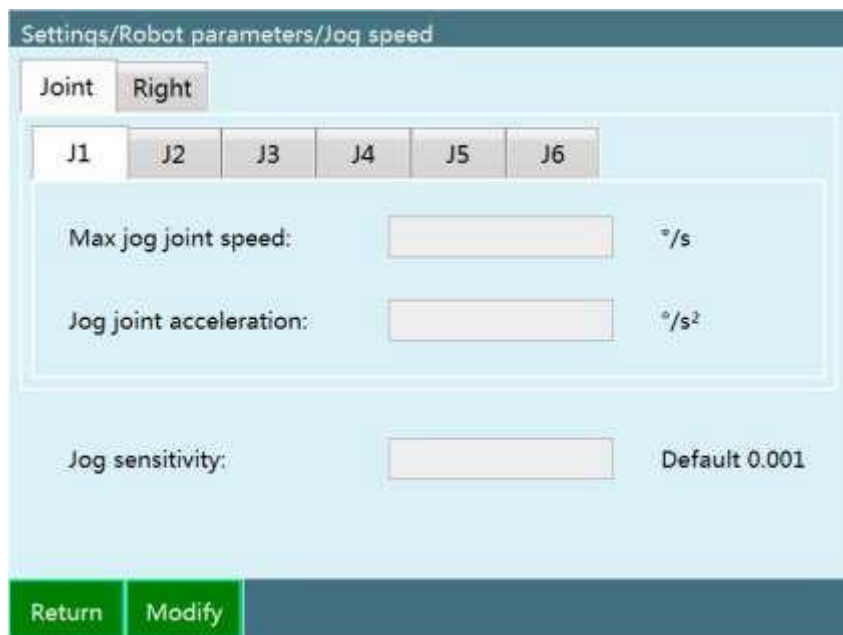 Settings/Robot parameters/Jog speed
Joint Right
J1 J2 J3 J4 J5 J6
Max jog joint speed: °/s
Jog joint acceleration: °/s²
Jog sensitivity: Default 0.001
Return Modify